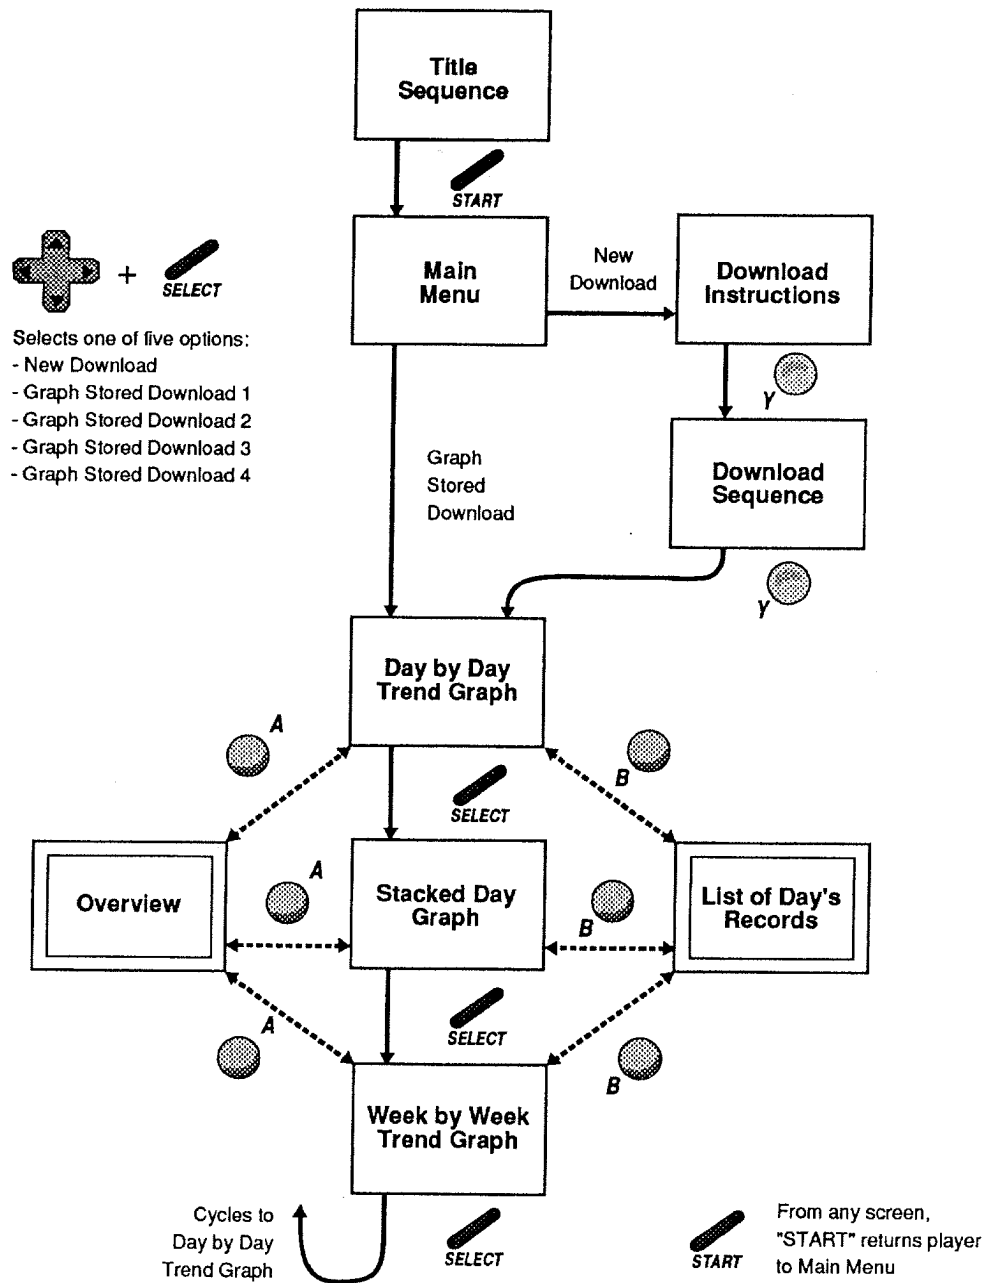 Title
Sequence
START
SELECT
+
Selects one of five options:
- New Download
- Graph Stored Download 1
- Graph Stored Download 2
- Graph Stored Download 3
- Graph Stored Download 4
Main
Menu
New
Download
Download
Instructions
Y
Graph
Stored
Download
Download
Sequence
Y
Day by Day
Trend Graph
A
B
SELECT
Overview
A
Stacked Day
Graph
B
List of Day's
Records
A
SELECT
B
Week by Week
Trend Graph
Cycles to
Day by Day
Trend Graph
SELECT
START
From any screen,
"START" returns player
to Main Menu